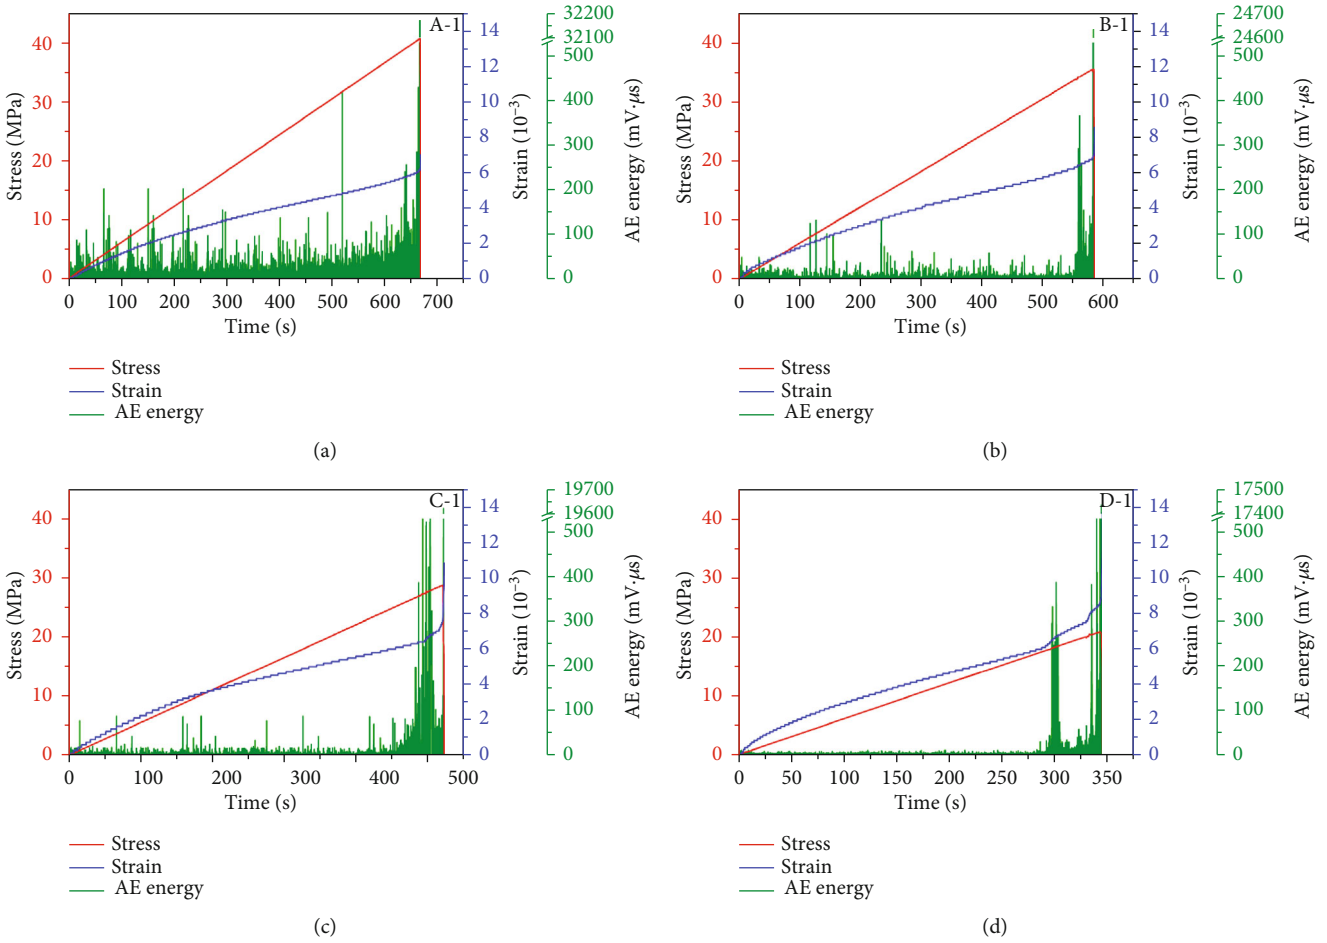 A-1
40
30
20
10
0
Stress (MPa)
0 100 200 300 400 500 600 700
Time (s)
14
12
10
8
6
4
2
0
Strain (10⁻³)
32200
32100
500
400
300
200
100
0
AE energy (mV·μs)
Stress
Strain
AE energy
(a)
B-1
40
30
20
10
0
Stress (MPa)
0 100 200 300 400 500 600
Time (s)
14
12
10
8
6
4
2
0
Strain (10⁻³)
24700
24600
500
400
300
200
100
0
AE energy (mV·μs)
Stress
Strain
AE energy
(b)
C-1
40
30
20
10
0
Stress (MPa)
0 100 200 300 400 500
Time (s)
14
12
10
8
6
4
2
0
Strain (10⁻³)
19700
19600
500
400
300
200
100
0
AE energy (mV·μs)
Stress
Strain
AE energy
(c)
D-1
40
30
20
10
0
Stress (MPa)
0 50 100 150 200 250 300 350
Time (s)
14
12
10
8
6
4
2
0
Strain (10⁻³)
17500
17400
500
400
300
200
100
0
AE energy (mV·μs)
Stress
Strain
AE energy
(d)